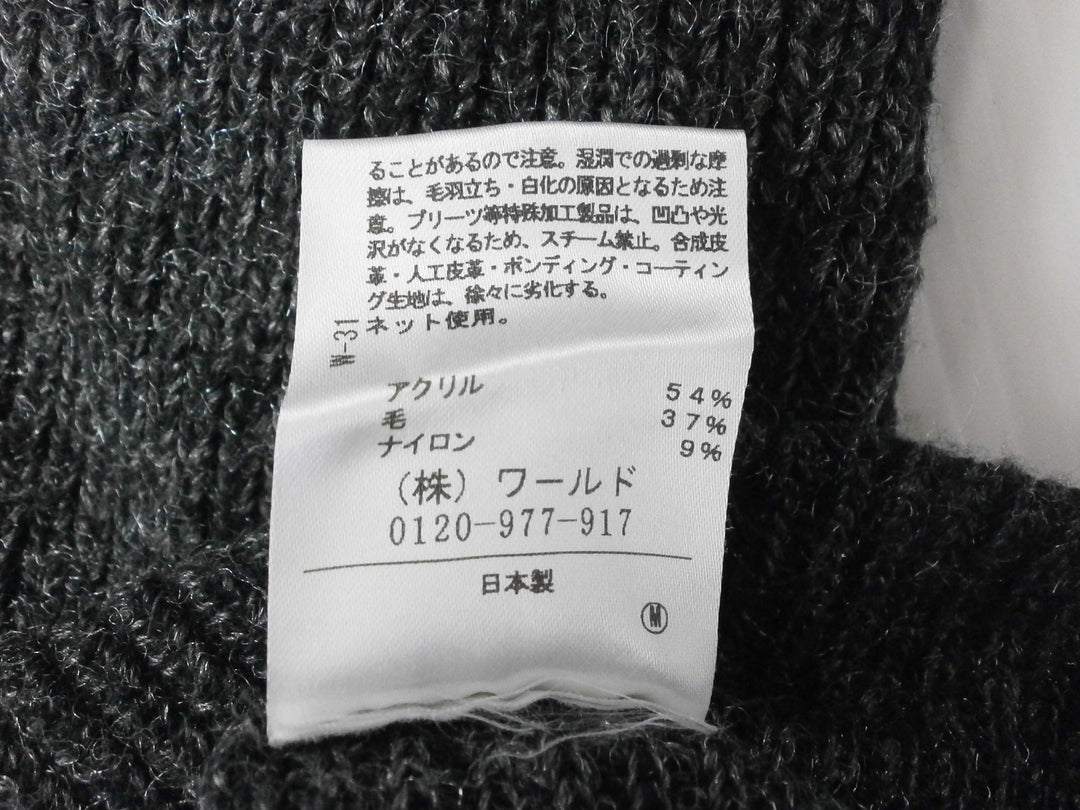 ることがあるので注意。湿潤での過剰な摩
擦は、毛羽立ち・白化の原因となるため注
意。プリーツ等特殊加工製品は、凹凸や光
沢がなくなるため、スチーム禁止。合成皮
革・人工皮革・ボンディング・コーティン
グ生地は、徐々に劣化する。
ネット使用。
W-31
アクリル 54%
毛 37%
ナイロン 9%
(株) ワールド
0120-977-917
日本製
Ⓜ